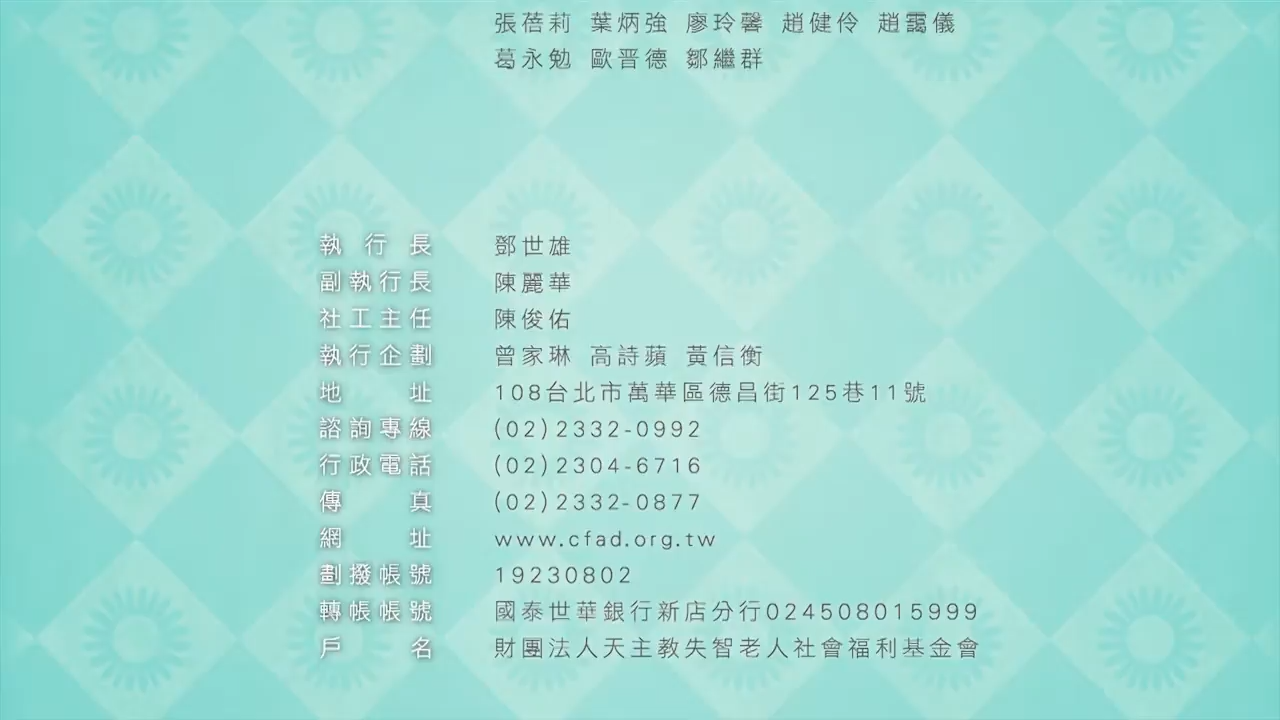 張蓓莉 葉炳強 廖玲馨 趙健伶 趙靄儀
葛永勉 歐晋德 鄒繼群
執行長 鄧世雄
副執行長 陳麗華
社工主任 陳俊佑
執行企劃 曾家琳 高詩蘋 黃信衡
地址 108台北市萬華區德昌街125巷11號
諮詢專線 (02)2332-0992
行政電話 (02)2304-6716
傳真 (02)2332-0877
網址 www.cfad.org.tw
劃撥帳號 19230802
轉帳帳號 國泰世華銀行新店分行024508015999
戶名 財團法人天主教失智老人社會福利基金會